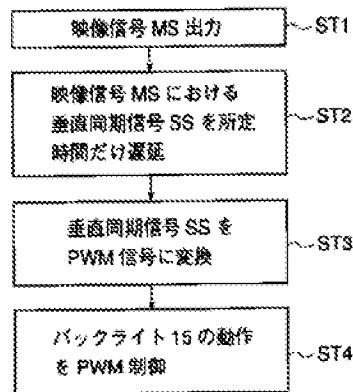 映像信号 MS 出力
ST1
映像信号 MS における
垂直同期信号 SS を所定
時間だけ遅延
ST2
垂直同期信号 SS を
PWM 信号に変換
ST3
バックライト 15 の動作
を PWM 制御
ST4